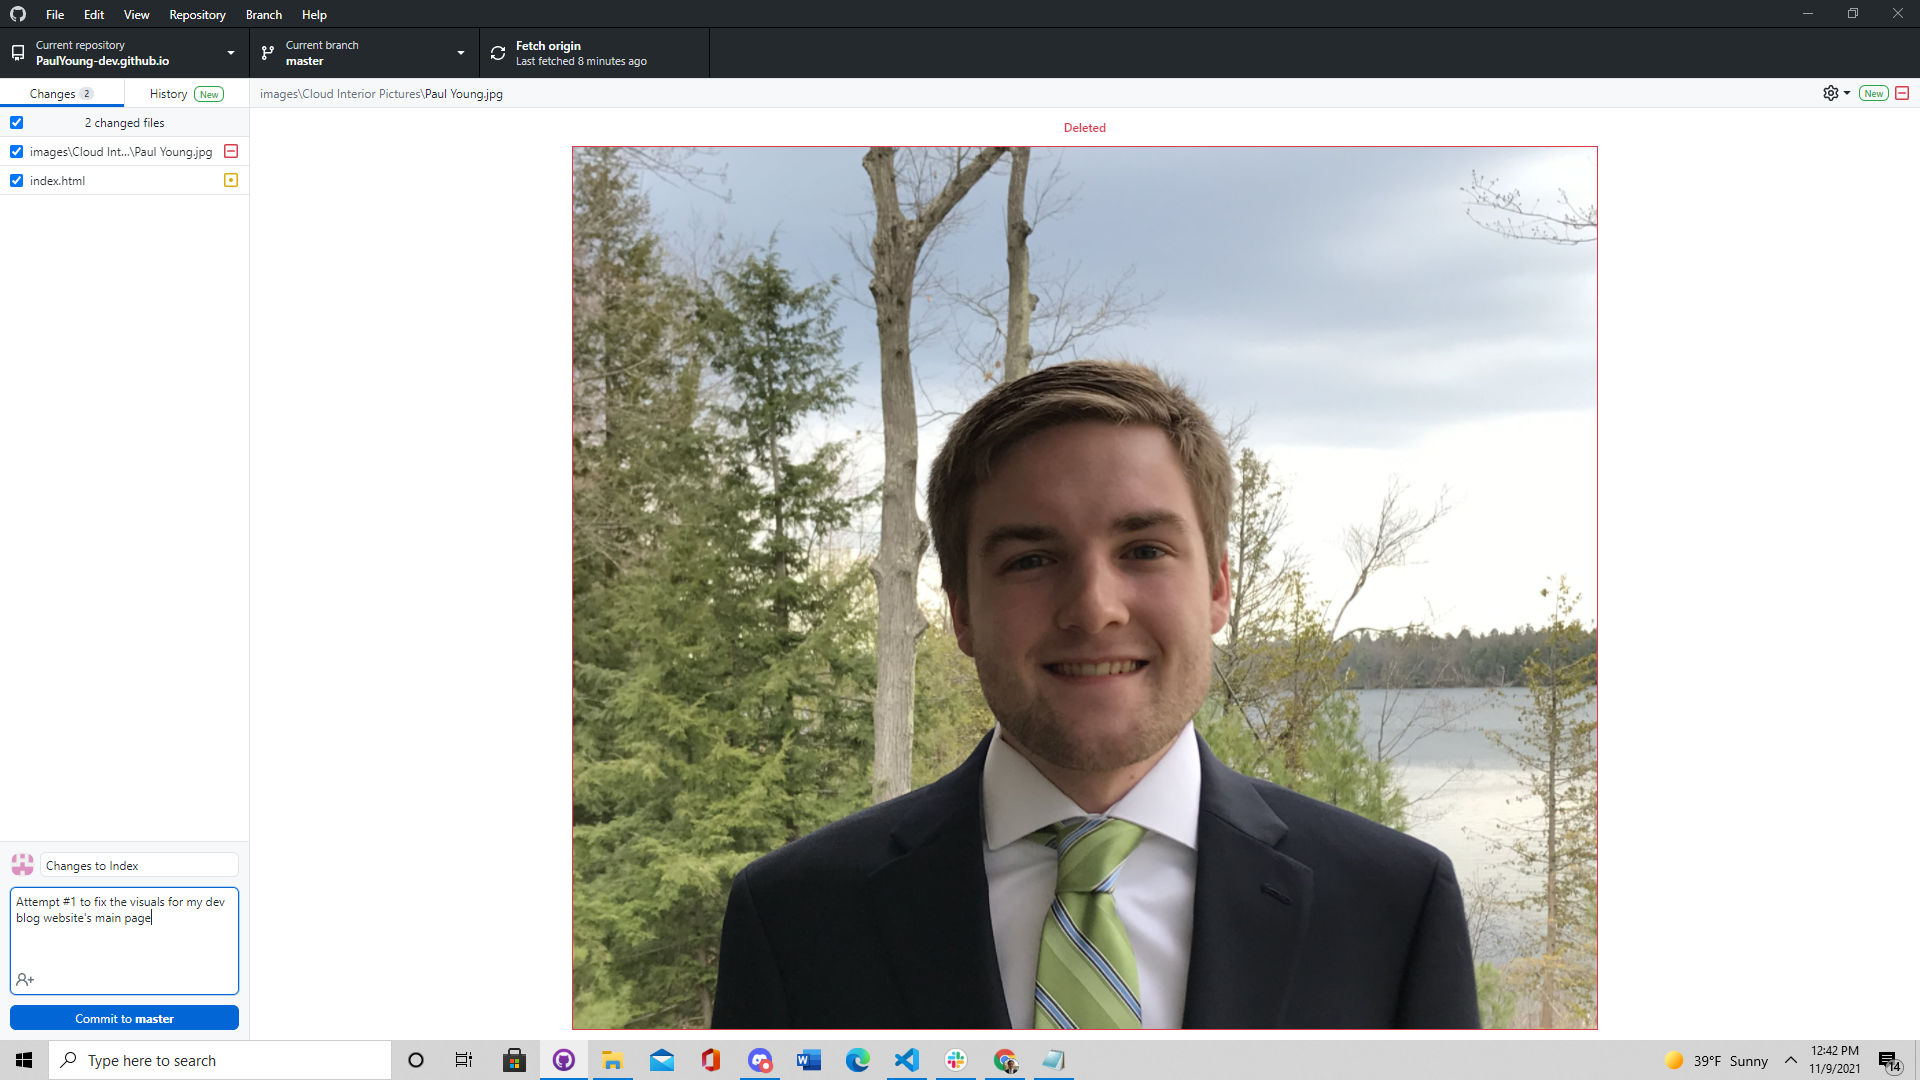 File Edit View Repository Branch Help
Current repository
PaulYoung-dev.github.io
Current branch
master
Fetch origin
Last fetched 8 minutes ago
Changes 2
History New
images\Cloud Interior Pictures\Paul Young.jpg
New
2 changed files
Deleted
images\Cloud Int...\Paul Young.jpg
index.html
Changes to Index
Attempt #1 to fix the visuals for my dev
blog website's main page
Commit to master
Type here to search
39°F Sunny
12:42 PM
11/9/2021
14